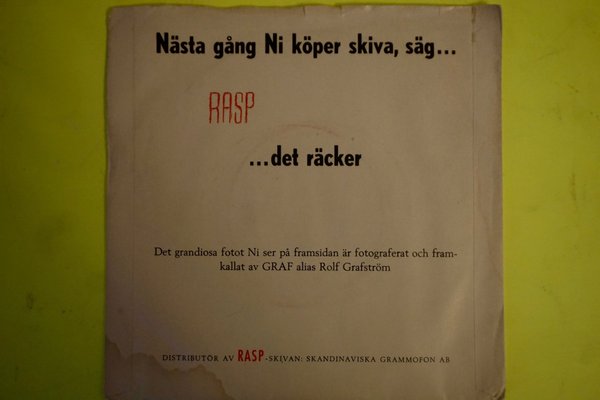 Nästa gång Ni köper skiva, säg...
RASP
...det räcker
Det grandiosa fotot Ni ser på framsidan är fotograferat och fram-
kallat av GRAF alias Rolf Grafström
DISTRIBUTÖR AV RASP-SKIVAN: SKANDINAVISKA GRAMMOFON AB